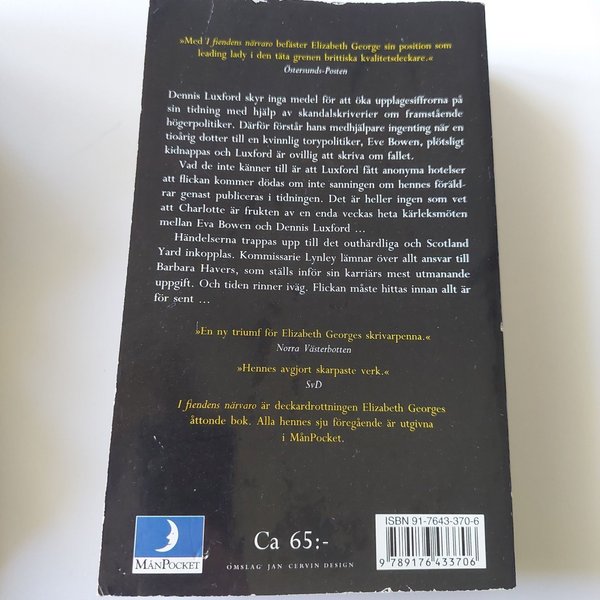 »Med I fiendens närvaro befäster Elizabeth George sin position som
leading lady i den täta grenen brittiska kvalitetsdeckare.«
Östersunds-Posten
Dennis Luxford skyr inga medel för att öka upplagesiffrorna på
sin tidning med hjälp av skandalskriverier om framstående
högerpolitiker. Därför förstår hans medhjälpare ingenting när en
tioårig dotter till en kvinnlig torypolitiker, Eve Bowen, plötsligt
kidnappas och Luxford är ovillig att skriva om fallet.
Vad de inte känner till är att Luxford fått anonyma hotelser
att flickan kommer dödas om inte sanningen om hennes föräld-
rar genast publiceras i tidningen. Det är heller ingen som vet
att Charlotte är frukten av en enda veckas heta kärleksmöten
mellan Eva Bowen och Dennis Luxford ...
Händelserna trappas upp till det outhärdliga och Scotland
Yard inkopplas. Kommissarie Lynley lämnar över allt ansvar till
Barbara Havers, som ställs inför sin karriärs mest utmanande
uppgift. Och tiden rinner iväg. Flickan måste hittas innan allt är
för sent ...
»En ny triumf för Elizabeth Georges skrivarpenna.«
Norra Västerbotten
»Hennes avgjort skarpaste verk.«
SvD
I fiendens närvaro är deckardrottningen Elizabeth Georges
åttonde bok. Alla hennes sju föregående är utgivna
i MånPocket.
MÅNPOCKET
Ca 65:-
OMSLAG JAN CERVIN DESIGN
ISBN 91-7643-370-6
9 789176 433706